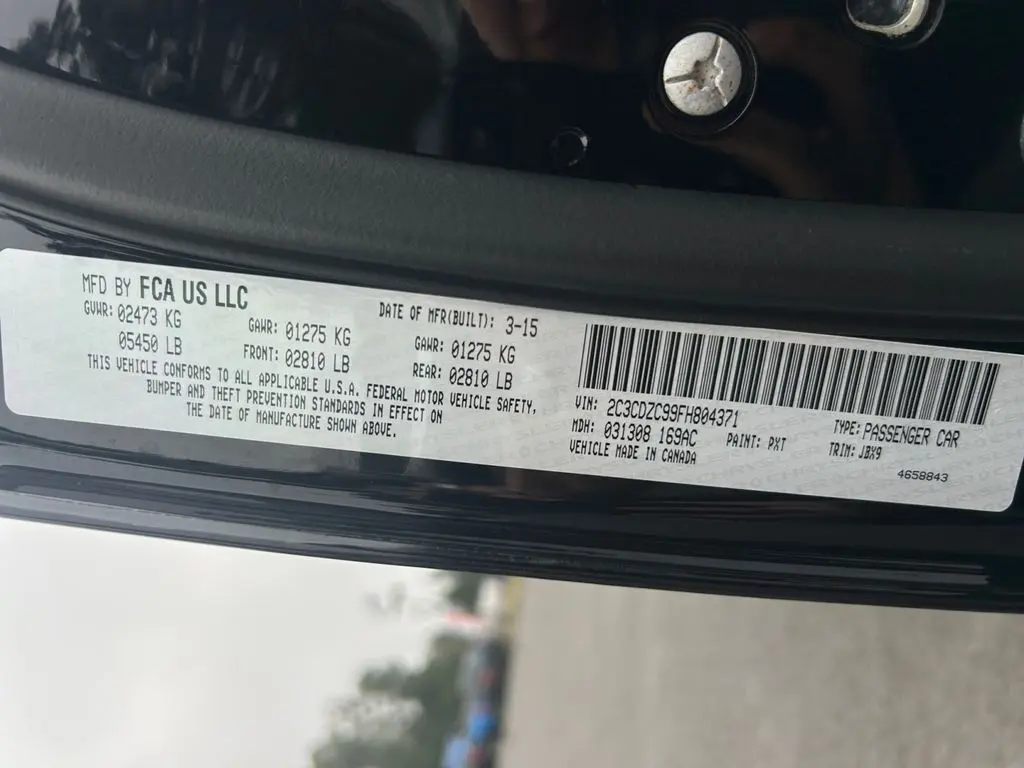 MFD BY FCA US LLC
DATE OF MFR(BUILT): 3-15
GVWR: 02473 KG
05450 LB
GAWR: 01275 KG
FRONT: 02810 LB
GAWR: 01275 KG
REAR: 02810 LB
THIS VEHICLE CONFORMS TO ALL APPLICABLE U.S.A. FEDERAL MOTOR VEHICLE SAFETY,
BUMPER AND THEFT PREVENTION STANDARDS IN EFFECT ON
THE DATE OF MANUFACTURE SHOWN ABOVE.
VIN: 2C3CDZC99FH804371
TYPE: PASSENGER CAR
MDH: 031308 169AC
PAINT: PXT
TRIM: JBX9
VEHICLE MADE IN CANADA
4658843